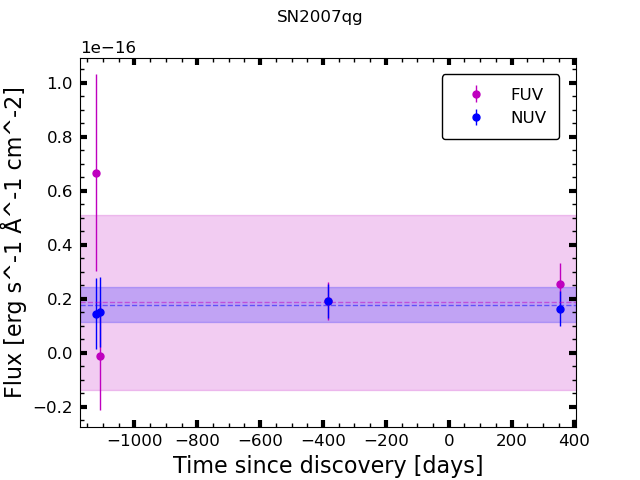 SN2007qg
1e−16
FUV
NUV
1.0
0.8
0.6
0.4
0.2
0.0
−0.2
Flux [erg s^-1 Å^-1 cm^-2]
−1000 −800 −600 −400 −200 0 200 400
Time since discovery [days]